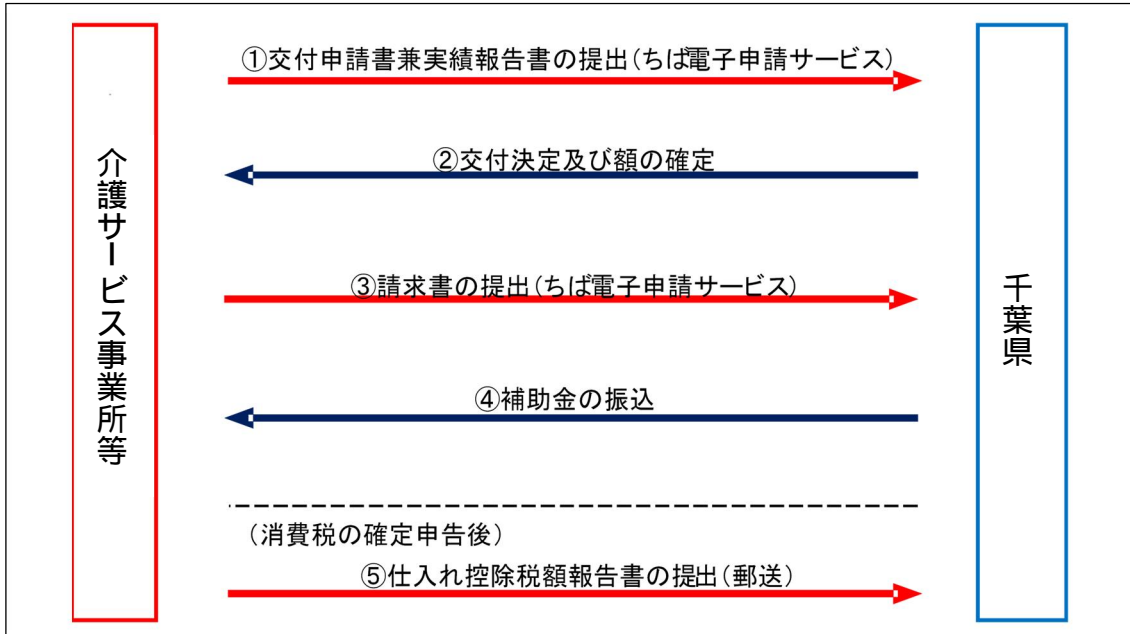 介護サービス事業所等
①交付申請書兼実績報告書の提出(ちば電子申請サービス)
②交付決定及び額の確定
③請求書の提出(ちば電子申請サービス)
④補助金の振込
(消費税の確定申告後)
⑤仕入れ控除税額報告書の提出(郵送)
千葉県